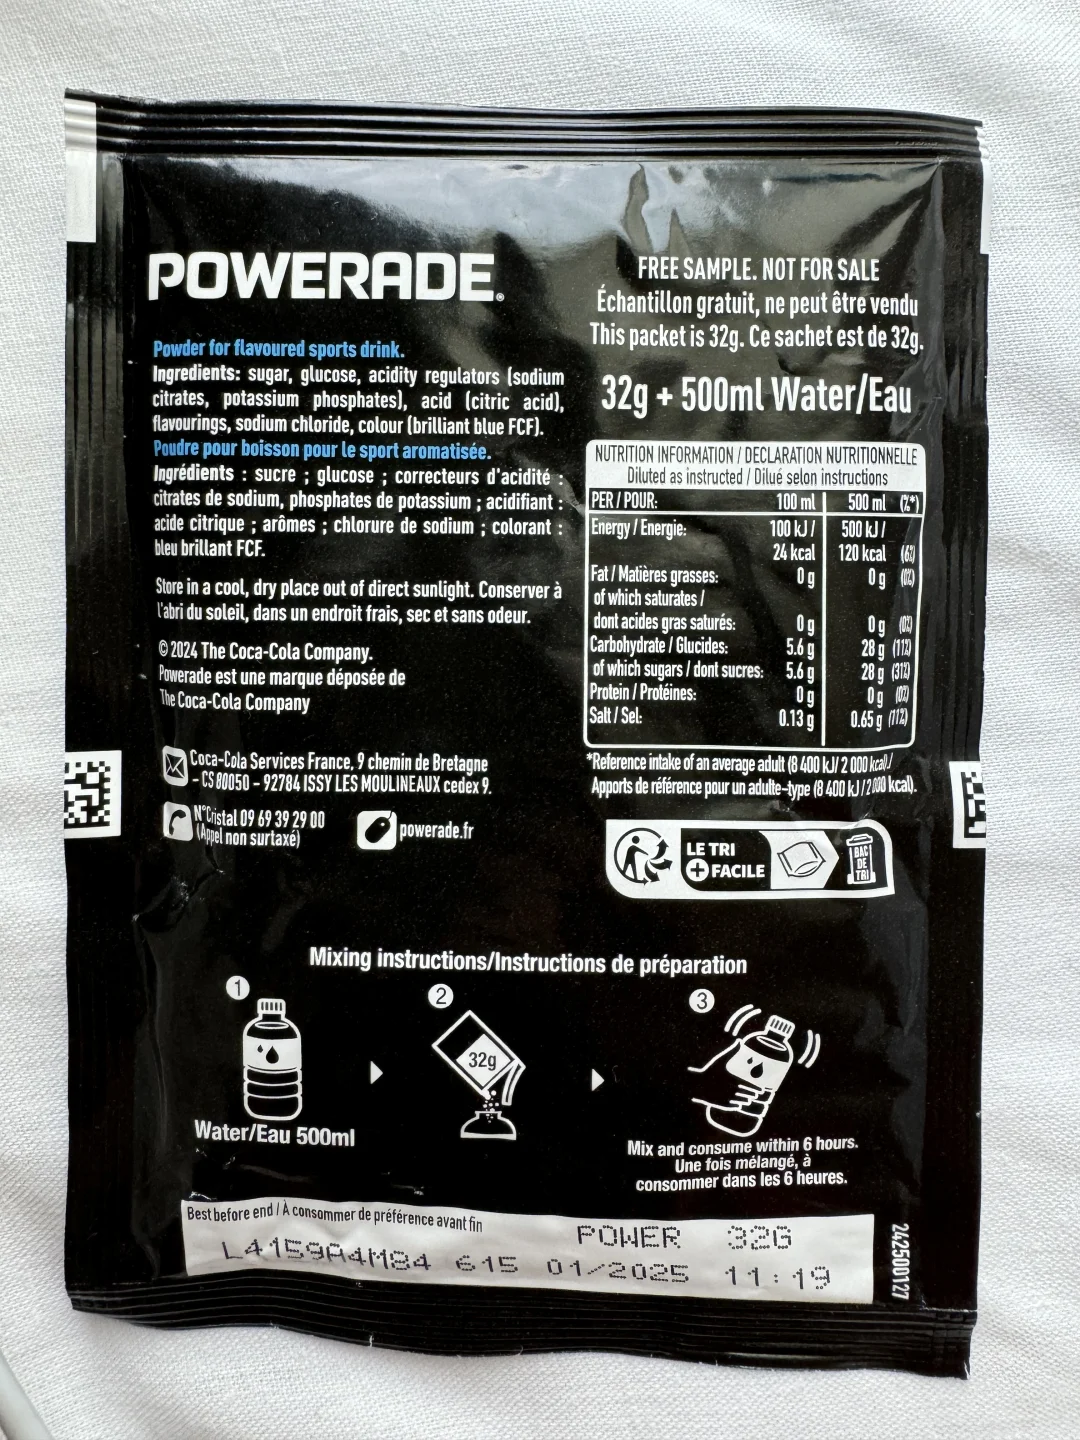 POWERADE®
Powder for flavoured sports drink.
Ingredients: sugar, glucose, acidity regulators (sodium
citrates, potassium phosphates), acid (citric acid),
flavourings, sodium chloride, colour (brilliant blue FCF).
Poudre pour boisson pour le sport aromatisée.
Ingrédients : sucre ; glucose ; correcteurs d'acidité :
citrates de sodium, phosphates de potassium ; acidifiant :
acide citrique ; arômes ; chlorure de sodium ; colorant :
bleu brillant FCF.
Store in a cool, dry place out of direct sunlight. Conserver à
l'abri du soleil, dans un endroit frais, sec et sans odeur.
© 2024 The Coca-Cola Company.
Powerade est une marque déposée de
The Coca-Cola Company
Coca-Cola Services France, 9 chemin de Bretagne
- CS 80050 - 92784 ISSY LES MOULINEAUX cedex 9.
N°Cristal 09 69 39 29 00
(Appel non surtaxé)
powerade.fr
FREE SAMPLE. NOT FOR SALE
Échantillon gratuit, ne peut être vendu
This packet is 32g. Ce sachet est de 32g.
32g + 500ml Water/Eau
NUTRITION INFORMATION / DECLARATION NUTRITIONNELLE
Diluted as instructed / Dilué selon instructions
PER / POUR: 100 ml 500 ml (%*)
Energy / Energie: 100 kJ / 500 kJ /
24 kcal 120 kcal (6%)
Fat / Matières grasses: 0 g 0 g (0%)
of which saturates /
dont acides gras saturés: 0 g 0 g (0%)
Carbohydrate / Glucides: 5.6 g 28 g (11%)
of which sugars / dont sucres: 5.6 g 28 g (31%)
Protein / Protéines: 0 g 0 g (0%)
Salt / Sel: 0.13 g 0.65 g (11%)
*Reference intake of an average adult (8 400 kJ/ 2 000 kcal)./
Apports de référence pour un adulte-type (8 400 kJ / 2 000 kcal).
LE TRI
+ FACILE
BAC
DE
TRI
Mixing instructions/Instructions de préparation
1
2
3
32g
Water/Eau 500ml
Mix and consume within 6 hours.
Une fois mélangé, à
consommer dans les 6 heures.
Best before end / À consommer de préférence avant fin
POWER 32G
L4159A4M84 615 01/2025 11:19
242500127